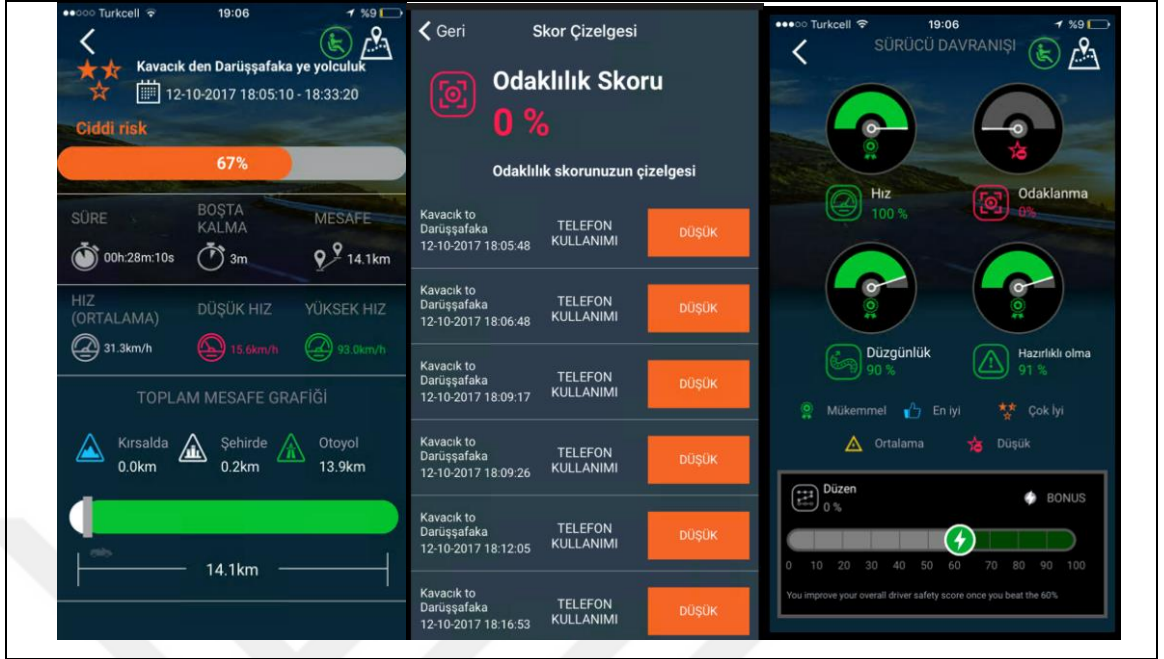 Turkcell 19:06 %9
Kavacık den Darüşşafaka ye yolculuk
12-10-2017 18:05:10 - 18:33:20
Ciddi risk
67%
SÜRE BOŞTA KALMA MESAFE
00h:28m:10s 3m 14.1km
HIZ (ORTALAMA) DÜŞÜK HIZ YÜKSEK HIZ
31.3km/h 15.6km/h 93.0km/h
TOPLAM MESAFE GRAFİĞİ
Kırsalda Şehirde Otoyol
0.0km 0.2km 13.9km
14.1km
Geri Skor Çizelgesi
Odaklılık Skoru
0 %
Odaklılık skorunuzun çizelgesi
Kavacık to
Darüşşafaka
12-10-2017 18:05:48
TELEFON
KULLANIMI
DÜŞÜK
Kavacık to
Darüşşafaka
12-10-2017 18:06:48
TELEFON
KULLANIMI
DÜŞÜK
Kavacık to
Darüşşafaka
12-10-2017 18:09:17
TELEFON
KULLANIMI
DÜŞÜK
Kavacık to
Darüşşafaka
12-10-2017 18:09:26
TELEFON
KULLANIMI
DÜŞÜK
Kavacık to
Darüşşafaka
12-10-2017 18:12:05
TELEFON
KULLANIMI
DÜŞÜK
Kavacık to
Darüşşafaka
12-10-2017 18:16:53
TELEFON
KULLANIMI
DÜŞÜK
Turkcell 19:06 %9
SÜRÜCÜ DAVRANIŞI
Hız Odaklanma
100 % 0%
Düzgünlük Hazırlıklı olma
90 % 91 %
Mükemmel En iyi Çok İyi
Ortalama Düşük
Düzen
0 %
BONUS
0 10 20 30 40 50 60 70 80 90 100
You improve your overall driver safety score once you beat the 60%